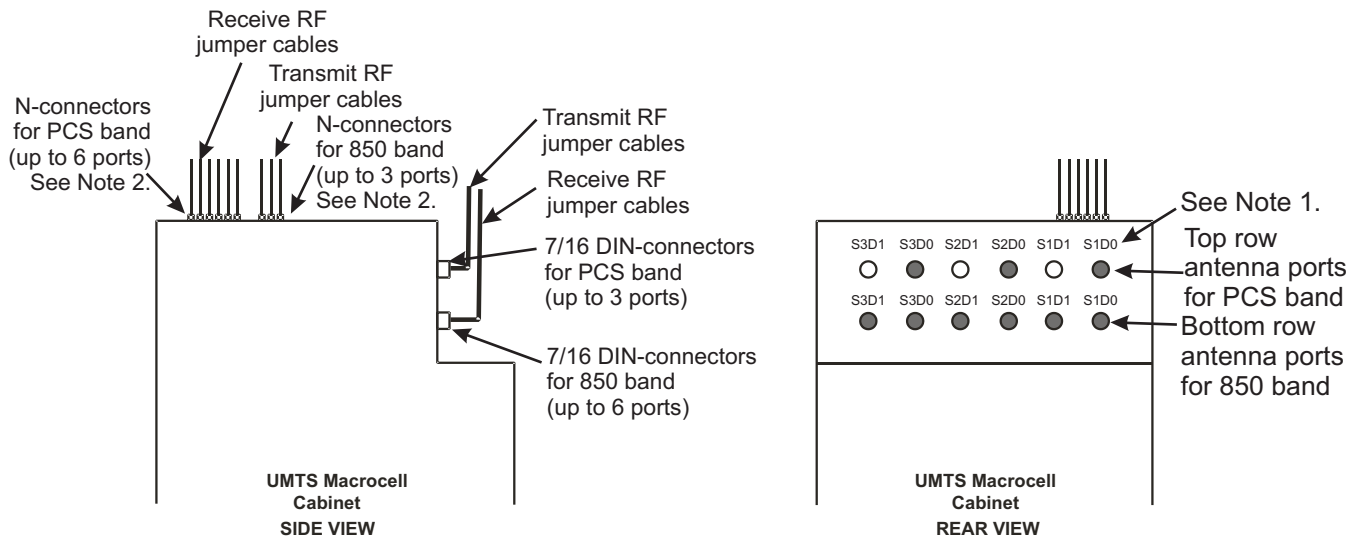 Receive RF
jumper cables
Transmit RF
jumper cables
N-connectors
for PCS band
(up to 6 ports)
See Note 2.
N-connectors
for 850 band
(up to 3 ports)
See Note 2.
Transmit RF
jumper cables
Receive RF
jumper cables
7/16 DIN-connectors
for PCS band
(up to 3 ports)
7/16 DIN-connectors
for 850 band
(up to 6 ports)
UMTS Macrocell
Cabinet
SIDE VIEW
See Note 1.
S3D1 S3D0 S2D1 S2D0 S1D1 S1D0
Top row
antenna ports
for PCS band
S3D1 S3D0 S2D1 S2D0 S1D1 S1D0
Bottom row
antenna ports
for 850 band
UMTS Macrocell
Cabinet
REAR VIEW